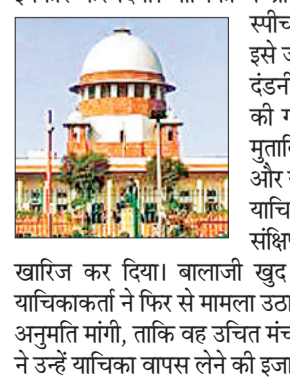 स्पीच
इसे
दंडनी
की
मुताबि
और
याचि
संक्षिप
खारिज कर दिया। बालाजी खुद
याचिकाकर्ता ने फिर से मामला उठा
अनुमति मांगी, ताकि वह उचित मंच
ने उन्हें याचिका वापस लेने की इजा